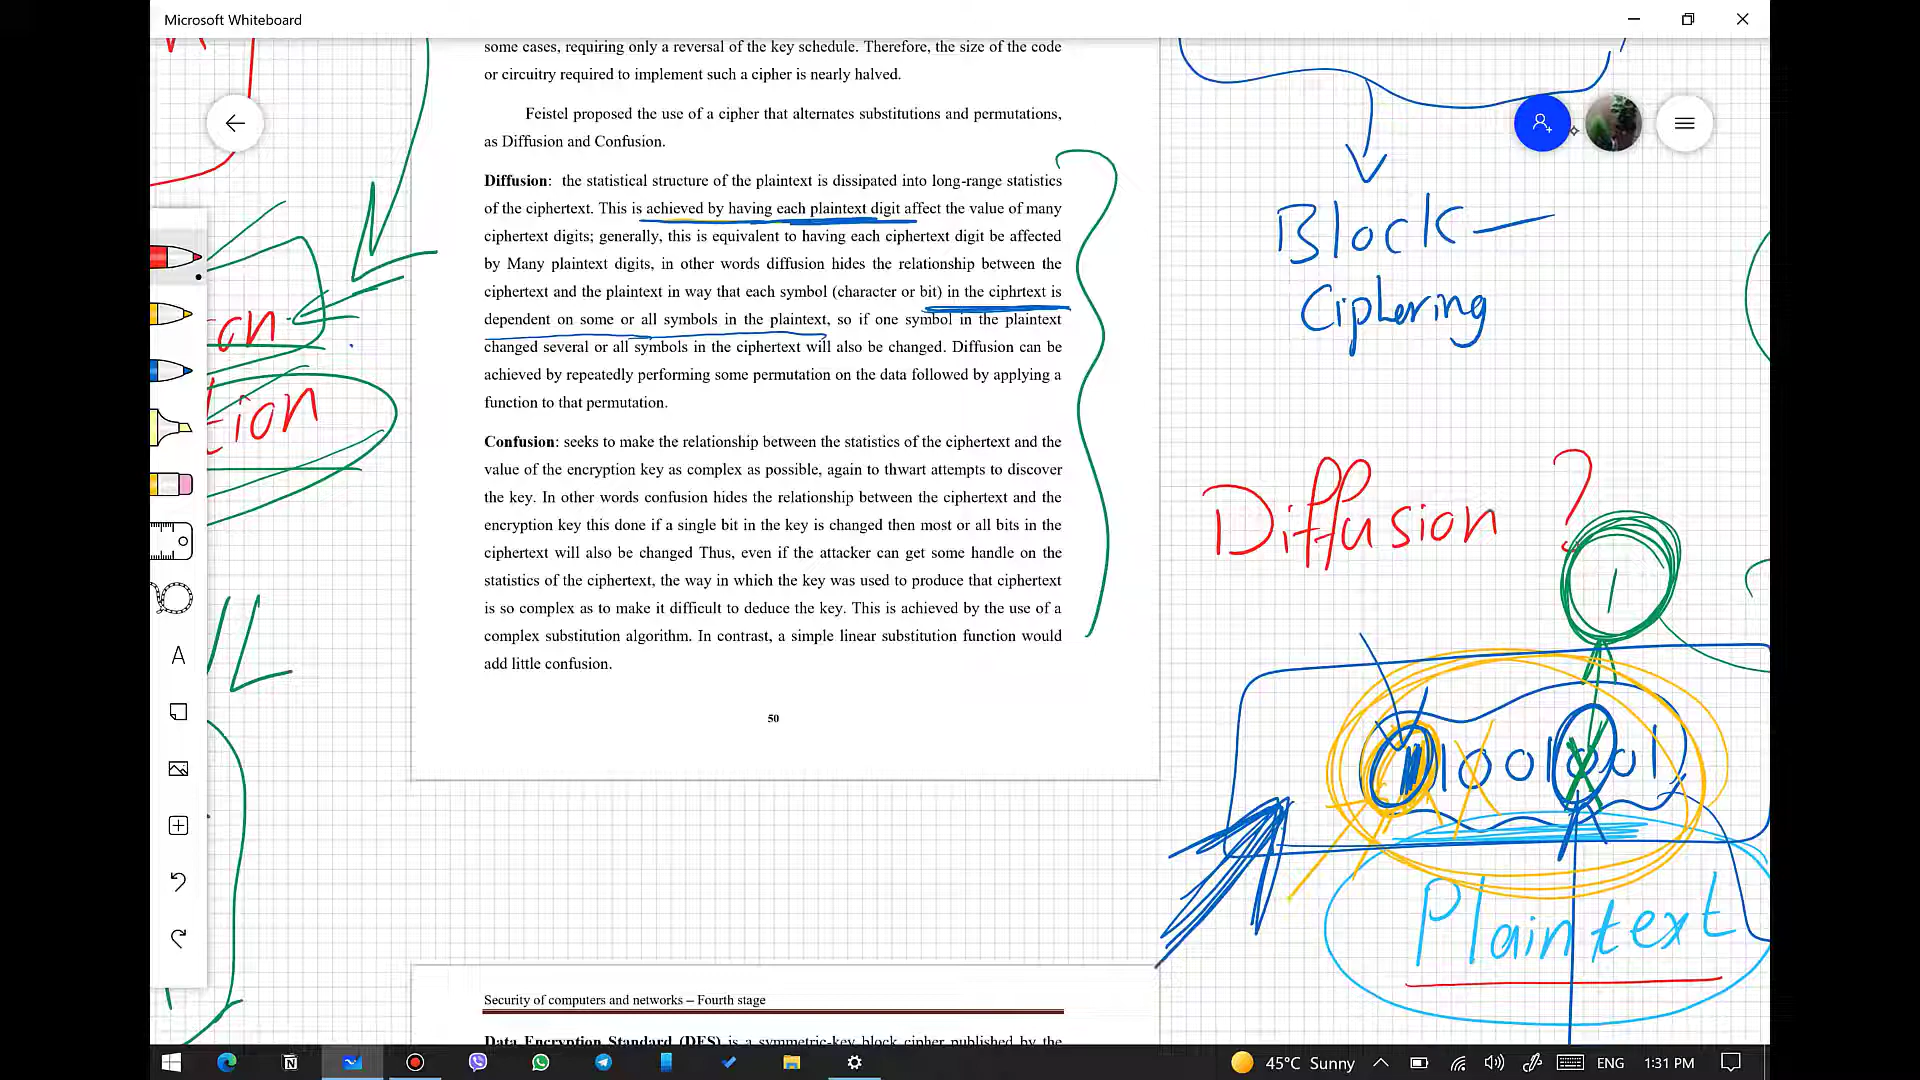 Microsoft Whiteboard
some cases, requiring only a reversal of the key schedule. Therefore, the size of the code
or circuitry required to implement such a cipher is nearly halved.
Feistel proposed the use of a cipher that alternates substitutions and permutations,
as Diffusion and Confusion.
Diffusion: the statistical structure of the plaintext is dissipated into long-range statistics
of the ciphertext. This is achieved by having each plaintext digit affect the value of many
ciphertext digits; generally, this is equivalent to having each ciphertext digit be affected
by Many plaintext digits, in other words diffusion hides the relationship between the
ciphertext and the plaintext in way that each symbol (character or bit) in the ciphrtext is
dependent on some or all symbols in the plaintext, so if one symbol in the plaintext
changed several or all symbols in the ciphertext will also be changed. Diffusion can be
achieved by repeatedly performing some permutation on the data followed by applying a
function to that permutation.
Confusion: seeks to make the relationship between the statistics of the ciphertext and the
value of the encryption key as complex as possible, again to thwart attempts to discover
the key. In other words confusion hides the relationship between the ciphertext and the
encryption key this done if a single bit in the key is changed then most or all bits in the
ciphertext will also be changed Thus, even if the attacker can get some handle on the
statistics of the ciphertext, the way in which the key was used to produce that ciphertext
is so complex as to make it difficult to deduce the key. This is achieved by the use of a
complex substitution algorithm. In contrast, a simple linear substitution function would
add little confusion.
50
Security of computers and networks – Fourth stage
Data Encryption Standard (DES) is a symmetric-key block cipher published by the
Block
Ciphering
Diffusion ?
1
Plaintext
45°C Sunny
ENG
1:31 PM